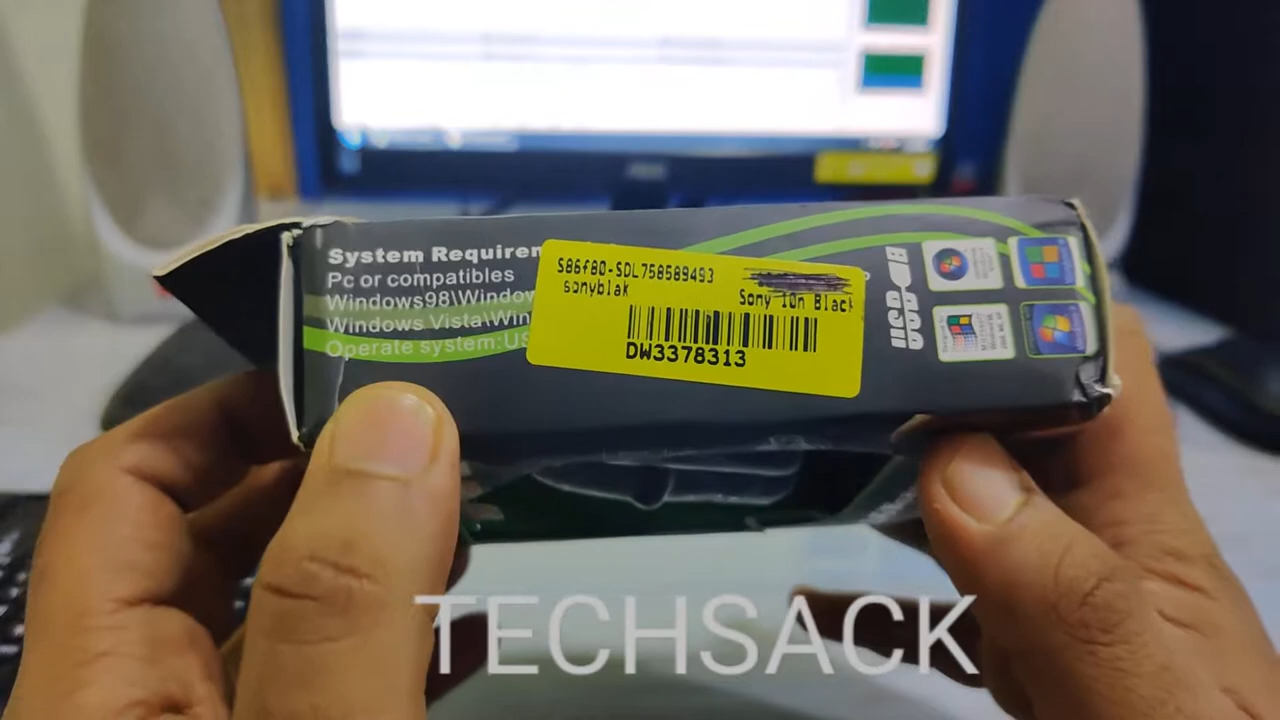 System Requirem
Pc or compatibles
Windows98\Window
Windows Vista\Win
Operate system:US
S86f80-SDL758589493
sonyblak
Sony 10n Black
DW3378313
TECHSACK